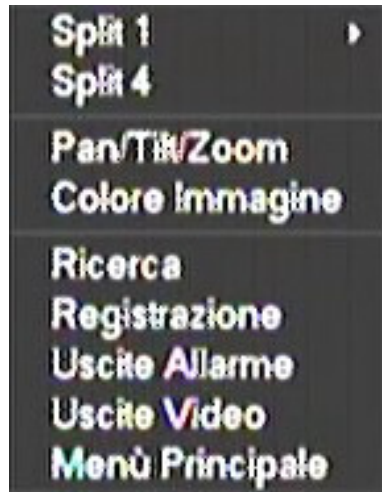 Split 1
Split 4
Pan/Tilt/Zoom
Colore Immagine
Ricerca
Registrazione
Uscite Allarme
Uscite Video
Menù Principale